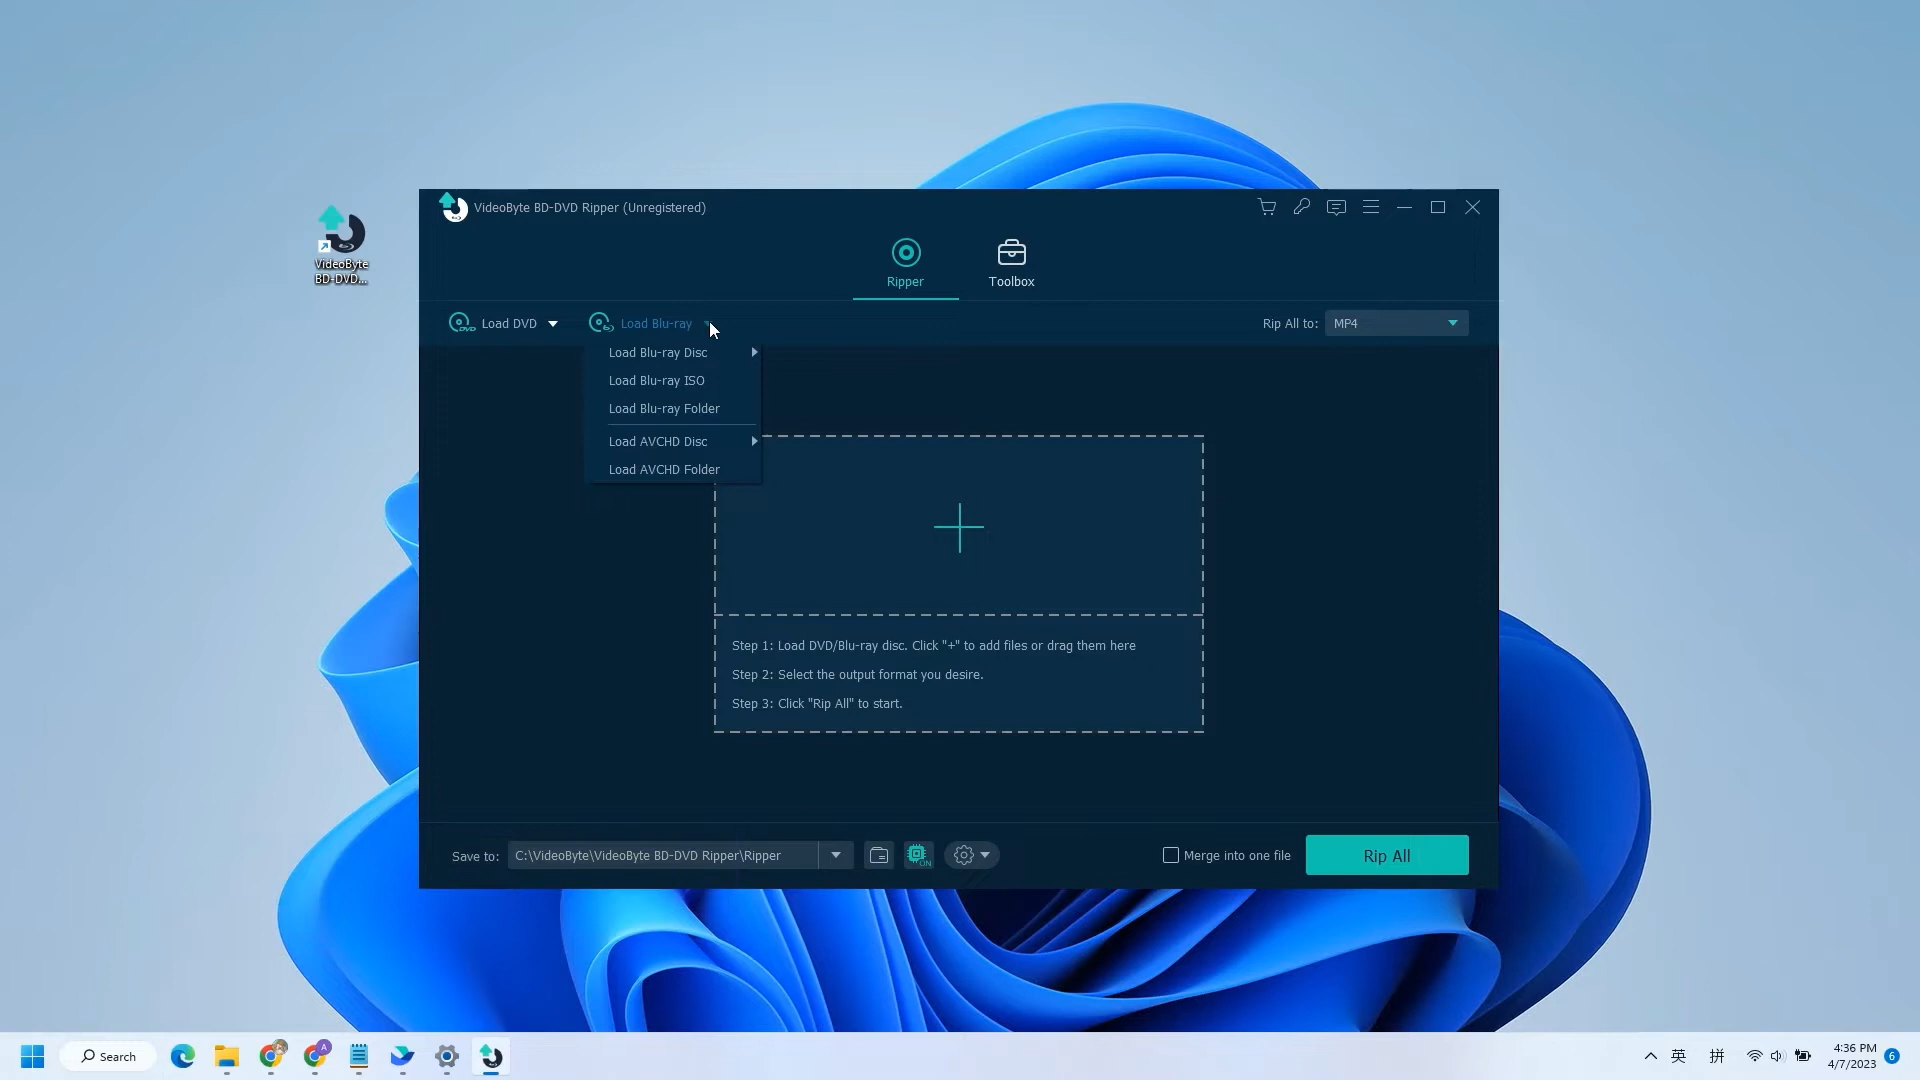 VideoByte BD-DVD Ripper (Unregistered)
VideoByte
BD-DVD...
Ripper
Toolbox
Load DVD
Load Blu-ray
Rip All to:
MP4
Load Blu-ray Disc
Load Blu-ray ISO
Load Blu-ray Folder
Load AVCHD Disc
Load AVCHD Folder
Step 1: Load DVD/Blu-ray disc. Click "+" to add files or drag them here
Step 2: Select the output format you desire.
Step 3: Click "Rip All" to start.
Save to:
C:\VideoByte\VideoByte BD-DVD Ripper\Ripper
ON
Merge into one file
Rip All
Search
A
英
拼
4:36 PM
4/7/2023
6